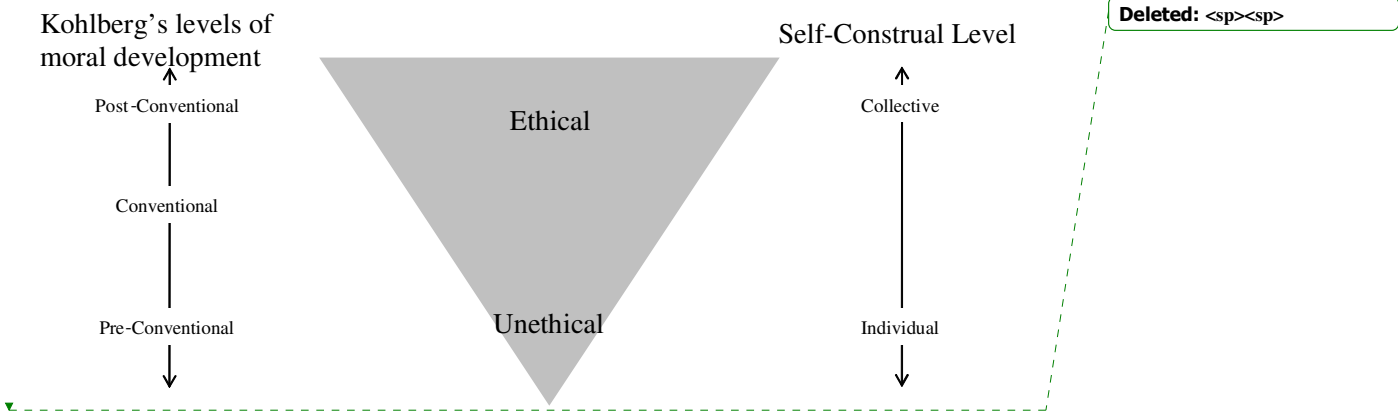 Kohlberg's levels of
moral development
Post-Conventional
Conventional
Pre-Conventional
Ethical
Unethical
Self-Construal Level
Collective
Individual
Deleted: <sp><sp>